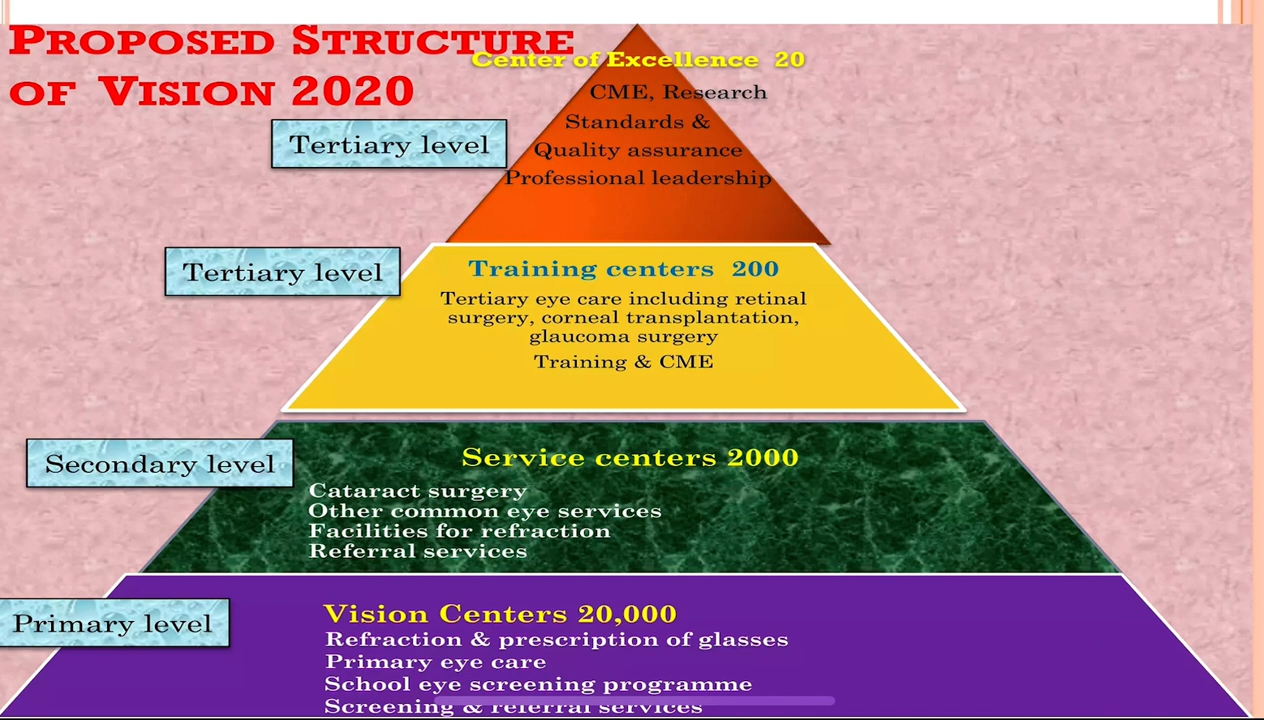 PROPOSED STRUCTURE
OF VISION 2020
Center of Excellence 20
CME, Research
Standards &
Quality assurance
Professional leadership
Tertiary level
Tertiary level
Training centers 200
Tertiary eye care including retinal
surgery, corneal transplantation,
glaucoma surgery
Training & CME
Secondary level
Service centers 2000
Cataract surgery
Other common eye services
Facilities for refraction
Referral services
Primary level
Vision Centers 20,000
Refraction & prescription of glasses
Primary eye care
School eye screening programme
Screening & referral services